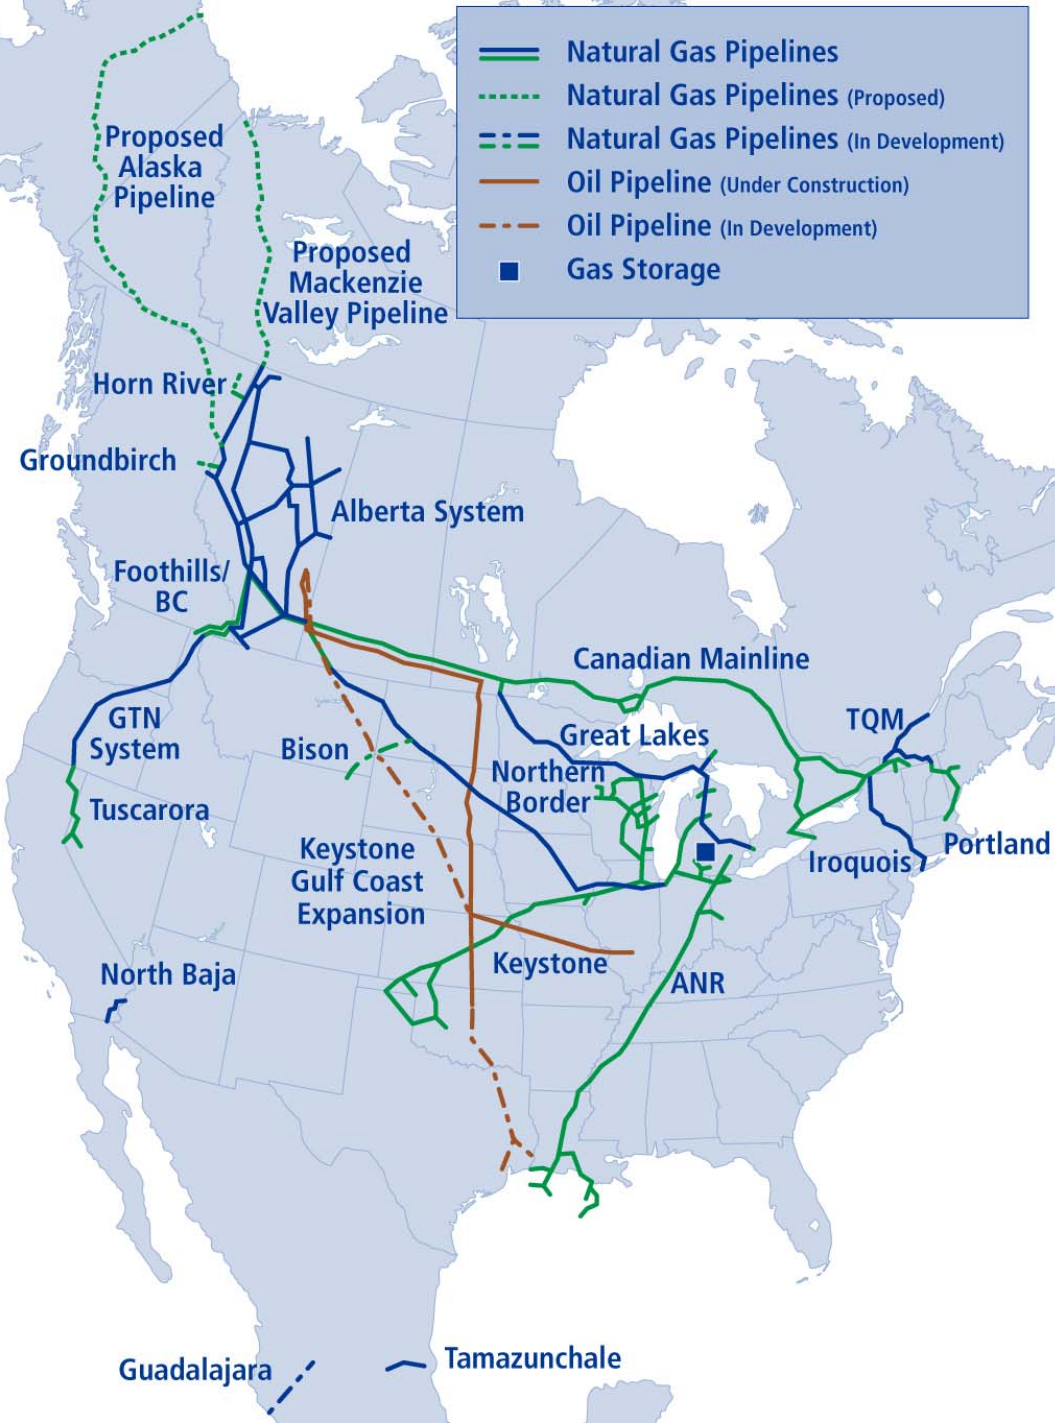 Natural Gas Pipelines
Natural Gas Pipelines (Proposed)
Natural Gas Pipelines (In Development)
Oil Pipeline (Under Construction)
Oil Pipeline (In Development)
Gas Storage
Proposed
Alaska
Pipeline
Proposed
Mackenzie
Valley Pipeline
Horn River
Groundbirch
Alberta System
Foothills/
BC
Canadian Mainline
GTN
System
Bison
Great Lakes
TQM
Northern
Border
Tuscarora
Keystone
Gulf Coast
Expansion
Iroquois
Portland
North Baja
Keystone
ANR
Guadalajara
Tamazunchale